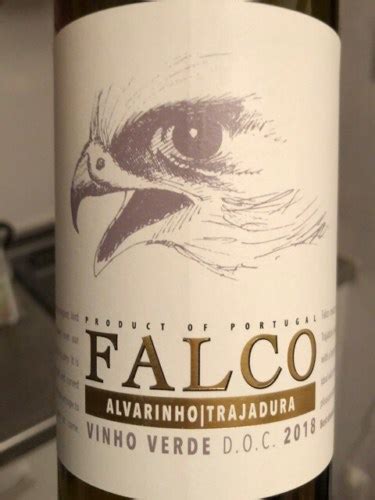 PRODUCT OF PORTUGAL
FALCO
ALVARINHO|TRAJADURA
VINHO VERDE D.O.C. 2018